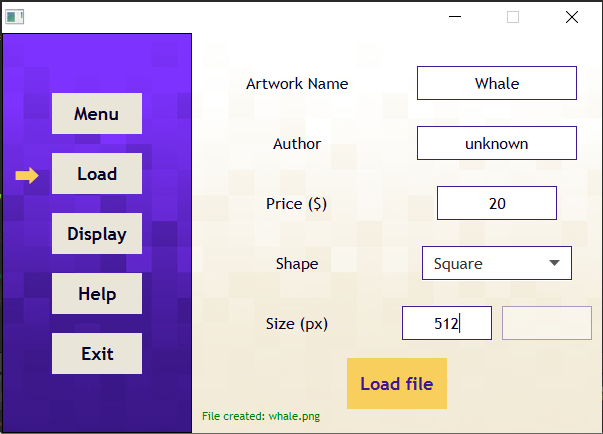 Menu
Load
Display
Help
Exit
Artwork Name Whale
Author unknown
Price ($) 20
Shape Square
Size (px) 512
Load file
File created: whale.png